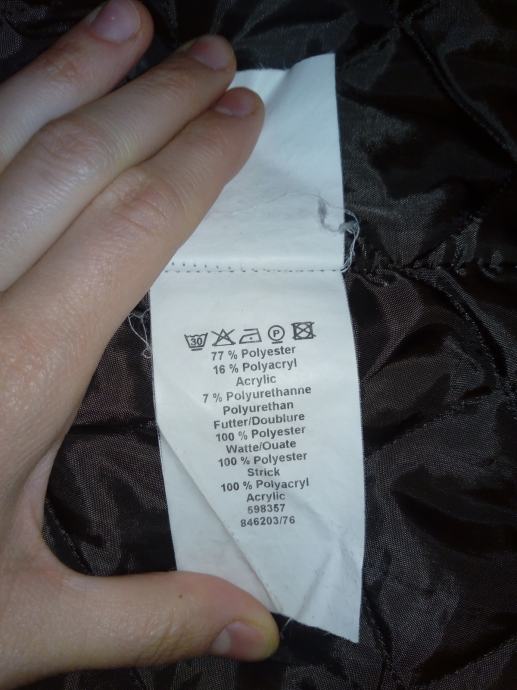 30 P
77 % Polyester
16 % Polyacryl
Acrylic
7 % Polyurethanne
Polyurethan
Futter/Doublure
100 % Polyester
Watte/Ouate
100 % Polyester
Strick
100 % Polyacryl
Acrylic
598357
846203/76